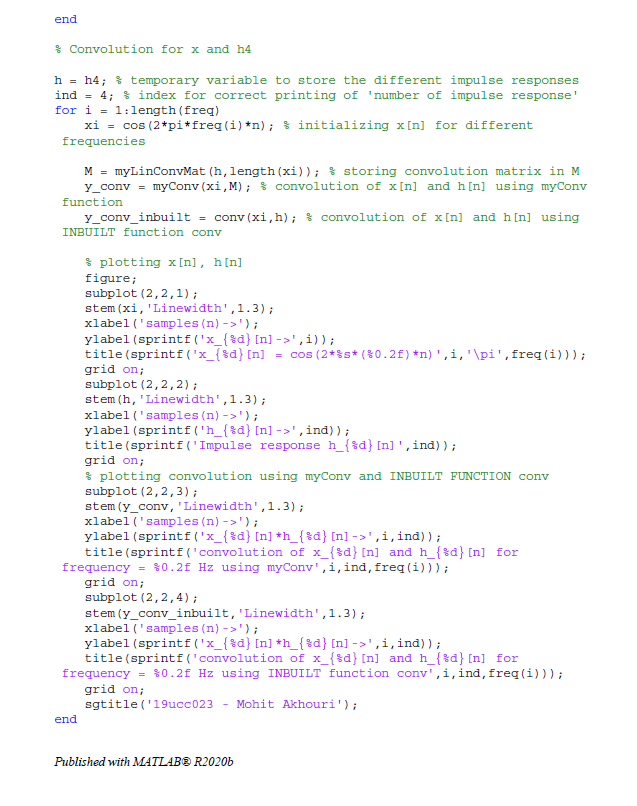 end
% Convolution for x and h4
h = h4; % temporary variable to store the different impulse responses
ind = 4; % index for correct printing of 'number of impulse response'
for i = 1:length(freq)
xi = cos(2*pi*freq(i)*n); % initializing x[n] for different
frequencies
M = myLinConvMat(h,length(xi)); % storing convolution matrix in M
y_conv = myConv(xi,M); % convolution of x[n] and h[n] using myConv
function
y_conv_inbuilt = conv(xi,h); % convolution of x[n] and h[n] using
INBUILT function conv
% plotting x[n], h[n]
figure;
subplot(2,2,1);
stem(xi,'Linewidth',1.3);
xlabel('samples(n)->');
ylabel(sprintf('x_{%d}[n]->',i));
title(sprintf('x_{%d}[n] = cos(2*%s*(%0.2f)*n)',i,'\pi',freq(i)));
grid on;
subplot(2,2,2);
stem(h,'Linewidth',1.3);
xlabel('samples(n)->');
ylabel(sprintf('h_{%d}[n]->',ind));
title(sprintf('Impulse response h_{%d}[n]',ind));
grid on;
% plotting convolution using myConv and INBUILT FUNCTION conv
subplot(2,2,3);
stem(y_conv,'Linewidth',1.3);
xlabel('samples(n)->');
ylabel(sprintf('x_{%d}[n]*h_{%d}[n]->',i,ind));
title(sprintf('convolution of x_{%d}[n] and h_{%d}[n] for
frequency = %0.2f Hz using myConv',i,ind,freq(i)));
grid on;
subplot(2,2,4);
stem(y_conv_inbuilt,'Linewidth',1.3);
xlabel('samples(n)->');
ylabel(sprintf('x_{%d}[n]*h_{%d}[n]->',i,ind));
title(sprintf('convolution of x_{%d}[n] and h_{%d}[n] for
frequency = %0.2f Hz using INBUILT function conv',i,ind,freq(i)));
grid on;
sgtitle('19ucc023 - Mohit Akhouri');
end
Published with MATLAB® R2020b